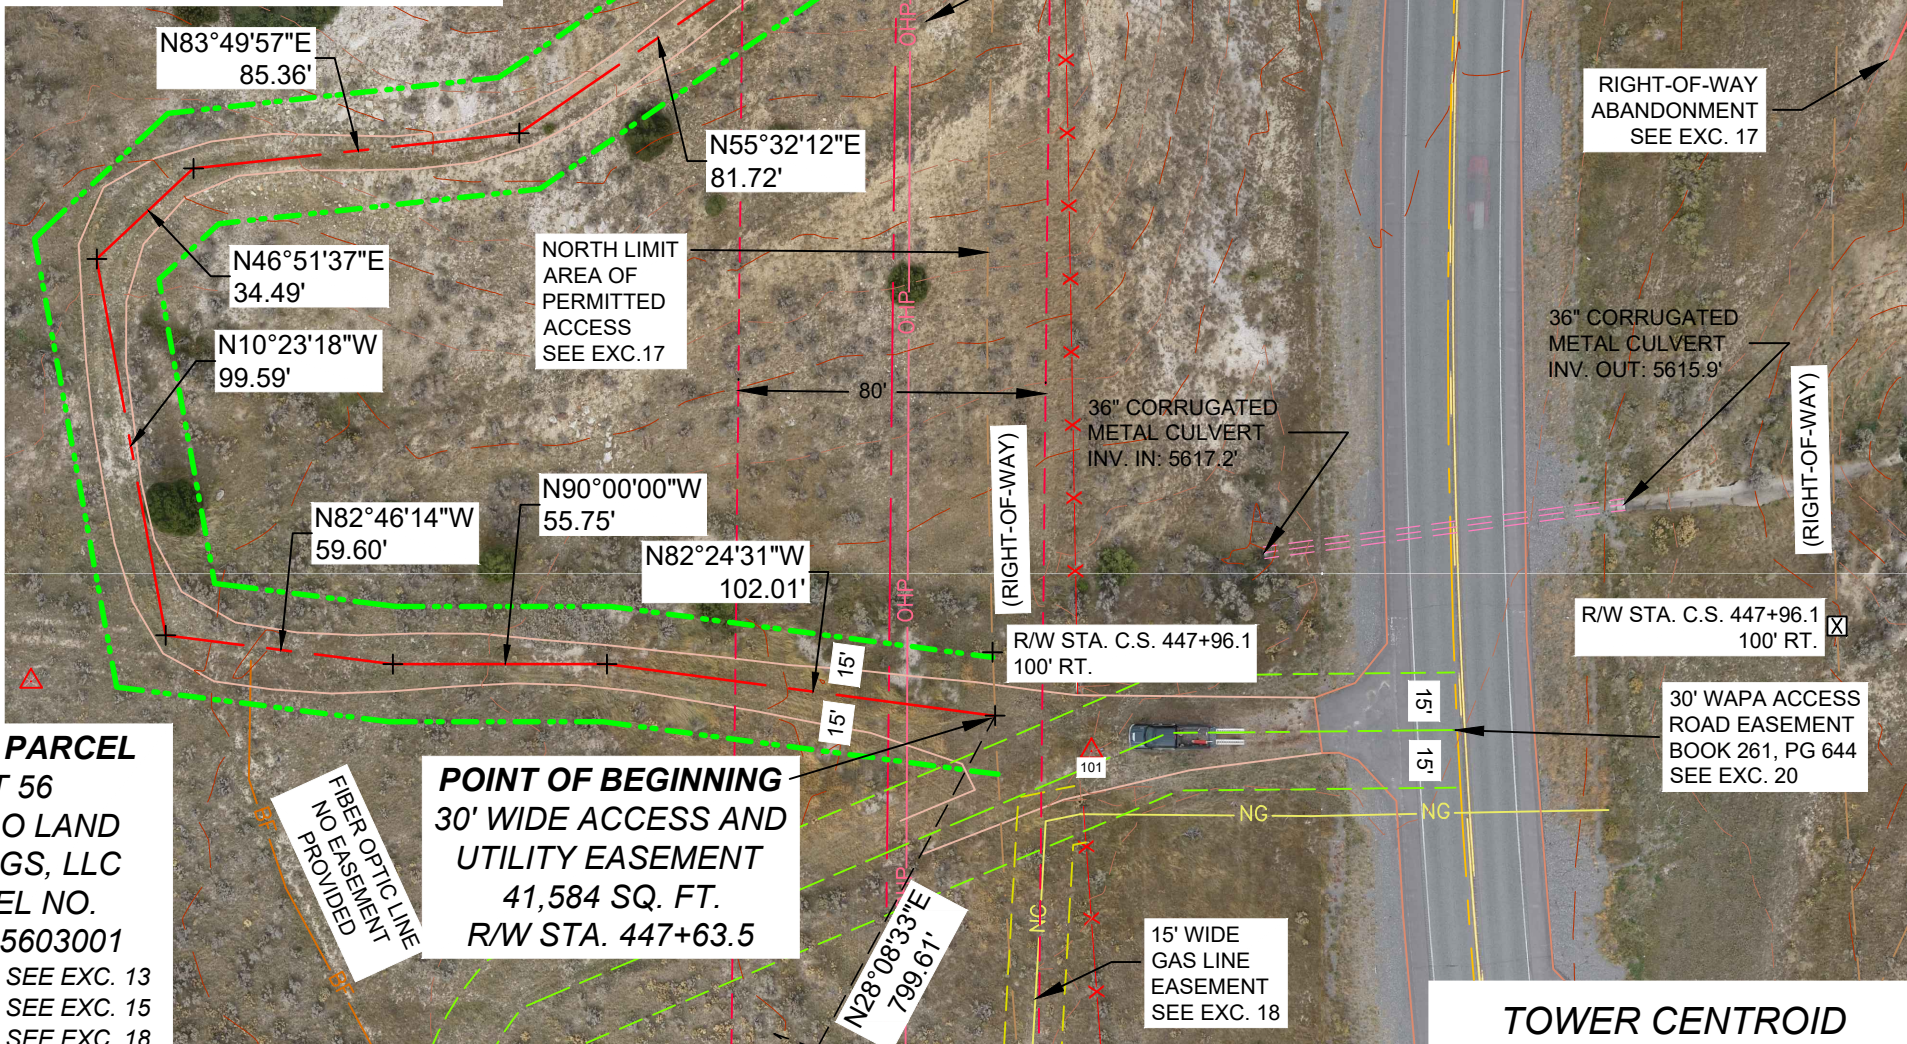 N83°49'57"E
85.36'
N55°32'12"E
81.72'
RIGHT-OF-WAY
ABANDONMENT
SEE EXC. 17
OHP
N46°51'37"E
34.49'
NORTH LIMIT
AREA OF
PERMITTED
ACCESS
SEE EXC.17
OHP
N10°23'18"W
99.59'
80'
36" CORRUGATED
METAL CULVERT
INV. IN: 5617.2'
36" CORRUGATED
METAL CULVERT
INV. OUT: 5615.9'
(RIGHT-OF-WAY)
(RIGHT-OF-WAY)
N82°46'14"W
59.60'
N90°00'00"W
55.75'
N82°24'31"W
102.01'
OHP
R/W STA. C.S. 447+96.1
100' RT.
R/W STA. C.S. 447+96.1
100' RT.
15'
15'
15'
15'
30' WAPA ACCESS
ROAD EASEMENT
BOOK 261, PG 644
SEE EXC. 20
101
NG
NG
NG
PARCEL
T 56
O LAND
GS, LLC
EL NO.
5603001
SEE EXC. 13
SEE EXC. 15
SEE EXC. 18
BF
BF
FIBER OPTIC LINE
NO EASEMENT
PROVIDED
POINT OF BEGINNING
30' WIDE ACCESS AND
UTILITY EASEMENT
41,584 SQ. FT.
R/W STA. 447+63.5
N28°08'33"E
799.61'
15' WIDE
GAS LINE
EASEMENT
SEE EXC. 18
TOWER CENTROID